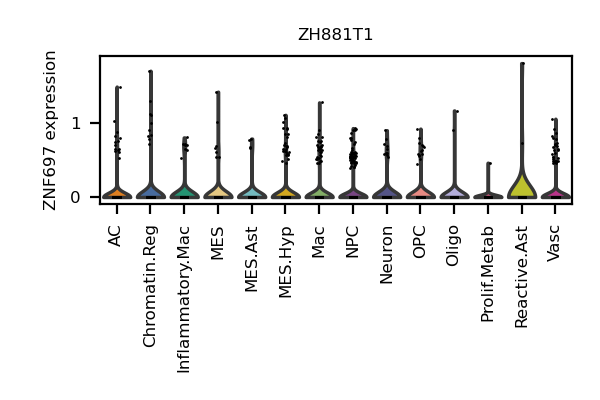 ZH881T1
ZNF697 expression
1
0
AC
Chromatin.Reg
Inflammatory.Mac
MES
MES.Ast
MES.Hyp
Mac
NPC
Neuron
OPC
Oligo
Prolif.Metab
Reactive.Ast
Vasc